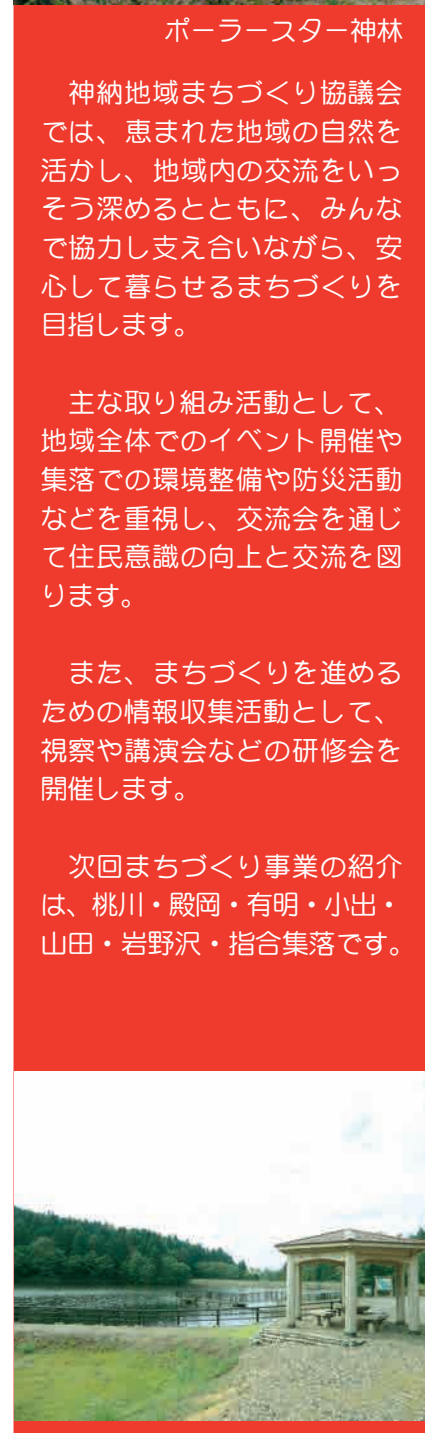 ポーラースター神林
神納地域まちづくり協議会
では、恵まれた地域の自然を
活かし、地域内の交流をいっ
そう深めるとともに、みんな
で協力し支え合いながら、安
心して暮らせるまちづくりを
目指します。
主な取り組み活動として、
地域全体でのイベント開催や
集落での環境整備や防災活動
などを重視し、交流会を通じ
て住民意識の向上と交流を図
ります。
また、まちづくりを進める
ための情報収集活動として、
視察や講演会などの研修会を
開催します。
次回まちづくり事業の紹介
は、桃川・殿岡・有明・小出・
山田・岩野沢・指合集落です。